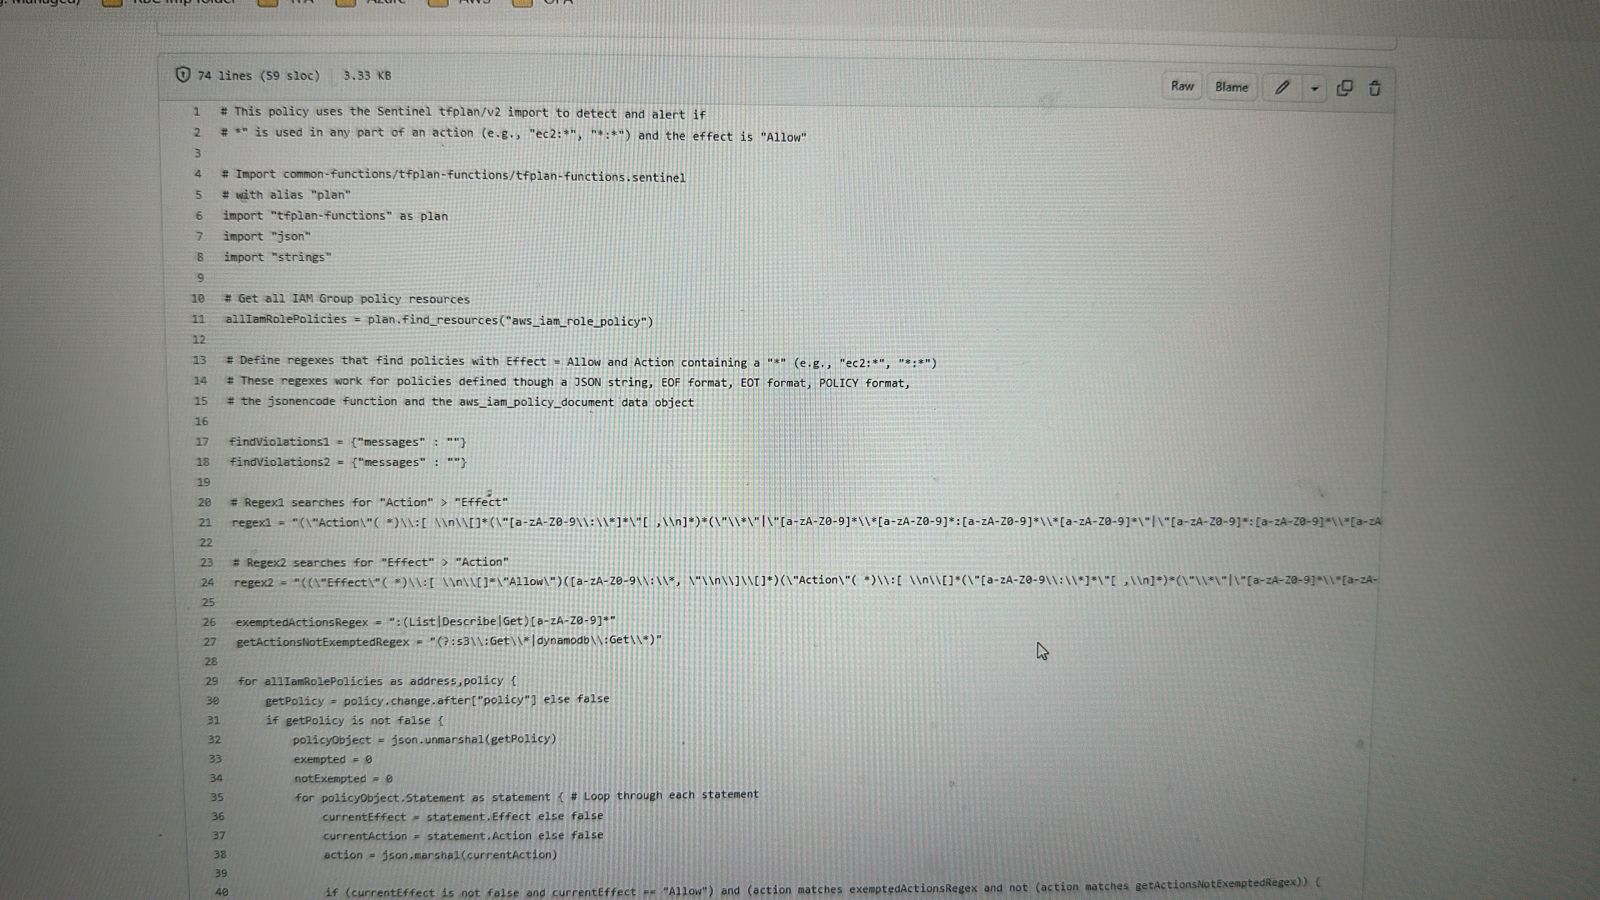 74 lines (59 sloc) 3.33 KB
Raw Blame
1 # This policy uses the Sentinel tfplan/v2 import to detect and alert if
2 # *" is used in any part of an action (e.g., "ec2:*", "*:*") and the effect is "Allow"
3
4 # Import common-functions/tfplan-functions/tfplan-functions.sentinel
5 # with alias "plan"
6 import "tfplan-functions" as plan
7 import "json"
8 import "strings"
9
10 # Get all IAM Group policy resources
11 allIamRolePolicies = plan.find_resources("aws_iam_role_policy")
12
13 # Define regexes that find policies with Effect = Allow and Action containing a "*" (e.g., "ec2:*", "*:*")
14 # These regexes work for policies defined though a JSON string, EOF format, EOT format, POLICY format,
15 # the jsonencode function and the aws_iam_policy_document data object
16
17 findViolations1 = {"messages" : ""}
18 findViolations2 = {"messages" : ""}
19
20 # Regex1 searches for "Action" > "Effect"
21 regex1 = "(\"Action\"( *)\\:[ \\n\\[]*(\"[a-zA-Z0-9\\:\\*]*\"[ ,\\n]*)*(\"\\*\"|\"[a-zA-Z0-9]*\\*[a-zA-Z0-9]*:[a-zA-Z0-9]*\\*[a-zA-Z0-9]*\"|\"[a-zA-Z0-9]*:[a-zA-Z0-9]*\\*[a-zA
22
23 # Regex2 searches for "Effect" > "Action"
24 regex2 = "((\"Effect\"( *)\\:[ \\n\\[]*\"Allow\")([a-zA-Z0-9\\:\\*, \"\\n\\]\\[]*)(\"Action\"( *)\\:[ \\n\\[]*(\"[a-zA-Z0-9\\:\\*]*\"[ ,\\n]*)*(\"\\*\"|\"[a-zA-Z0-9]*\\*[a-zA-
25
26 exemptedActionsRegex = ":(List|Describe|Get)[a-zA-Z0-9]*"
27 getActionsNotExemptedRegex = "(?:s3\\:Get\\*|dynamodb\\:Get\\*)"
28
29 for allIamRolePolicies as address,policy {
30 getPolicy = policy.change.after["policy"] else false
31 if getPolicy is not false {
32 policyObject = json.unmarshal(getPolicy)
33 exempted = 0
34 notExempted = 0
35 for policyObject.Statement as statement { # Loop through each statement
36 currentEffect = statement.Effect else false
37 currentAction = statement.Action else false
38 action = json.marshal(currentAction)
39
40 if (currentEffect is not false and currentEffect == "Allow") and (action matches exemptedActionsRegex and not (action matches getActionsNotExemptedRegex)) {